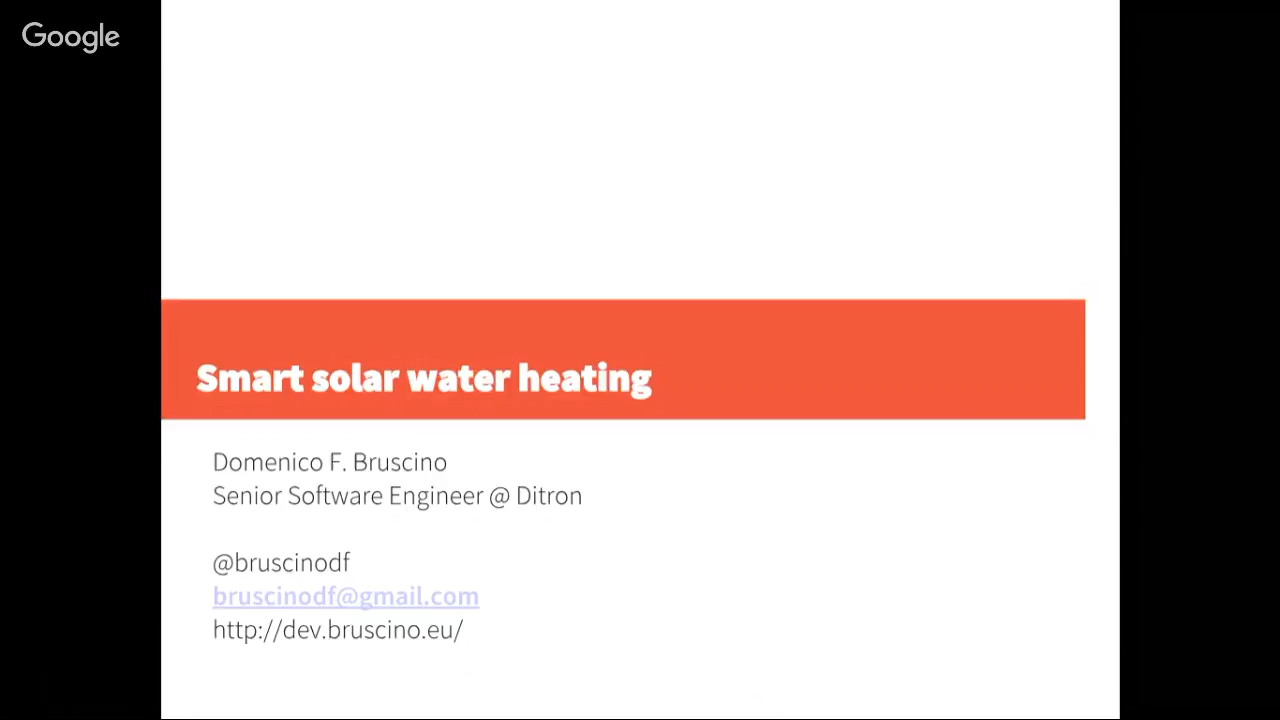 Google
Smart solar water heating
Domenico F. Bruscino
Senior Software Engineer @ Ditron
@bruscinodf
bruscinodf@gmail.com
http://dev.bruscino.eu/